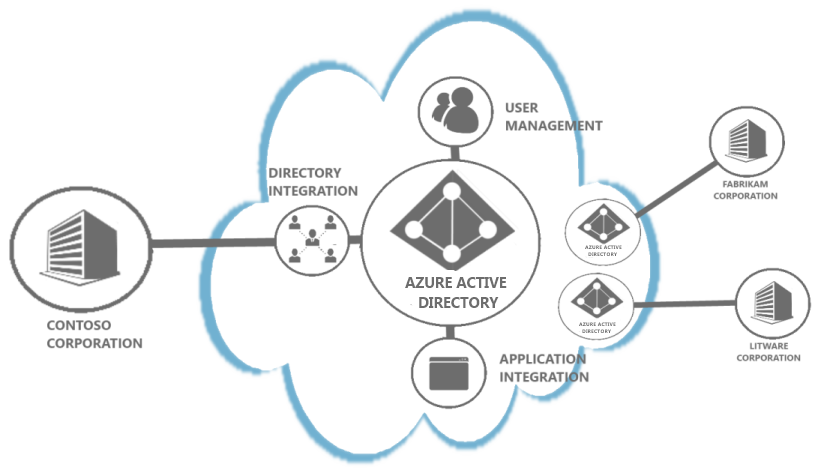 USER
MANAGEMENT
DIRECTORY
INTEGRATION
FABRIKAM
CORPORATION
AZURE ACTIVE
DIRECTORY
AZURE ACTIVE
DIRECTORY
AZURE ACTIVE
DIRECTORY
CONTOSO
CORPORATION
LITWARE
CORPORATION
APPLICATION
INTEGRATION